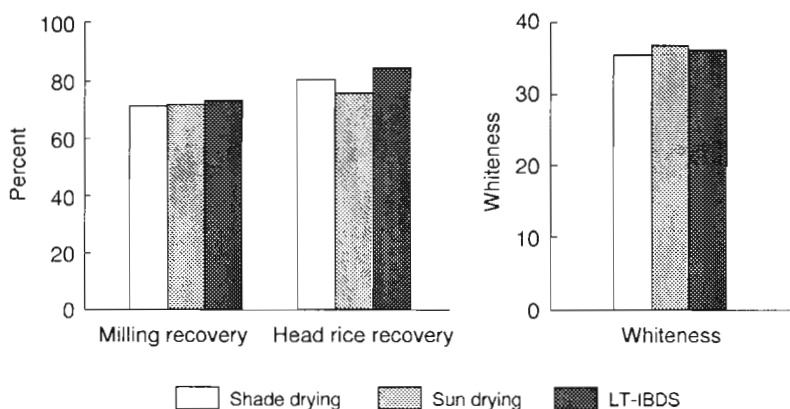 100
80
60
40
20
0
Percent
Milling recovery
Head rice recovery
40
30
20
10
0
Whiteness
Whiteness
Shade drying
Sun drying
LT-IBDS